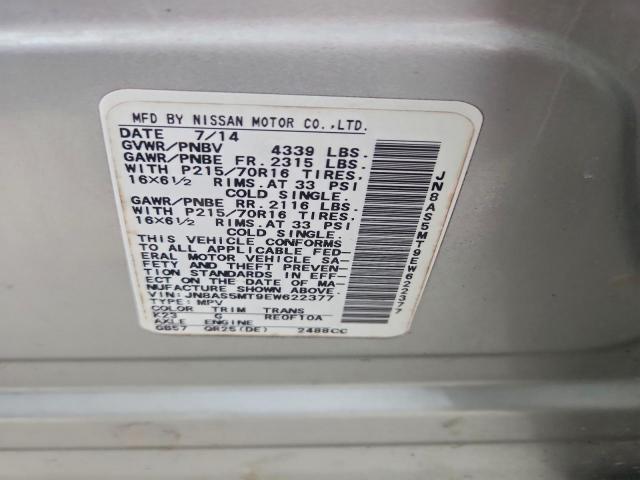 MFD BY NISSAN MOTOR CO.,LTD.
DATE 7/14
GVWR/PNBV 4339 LBS.
GAWR/PNBE FR. 2315 LBS.
WITH P215/70R16 TIRES,
16X6½ RIMS.AT 33 PSI
COLD SINGLE.
GAWR/PNBE RR. 2116 LBS.
WITH P215/70R16 TIRES,
16X6½ RIMS.AT 33 PSI
COLD SINGLE.
THIS VEHICLE CONFORMS
TO ALL APPLICABLE FED-
ERAL MOTOR VEHICLE SA-
FETY AND THEFT PREVEN-
TION STANDARDS IN EFF-
ECT ON THE DATE OF MA-
NUFACTURE SHOWN ABOVE.
VIN:JN8AS5MT9EW622377
TYPE: MPV
COLOR TRIM TRANS
K23 G RE0F10A
AXLE ENGINE
GB57 QR25(DE) 2488CC
JN8AS5MT9EW622377